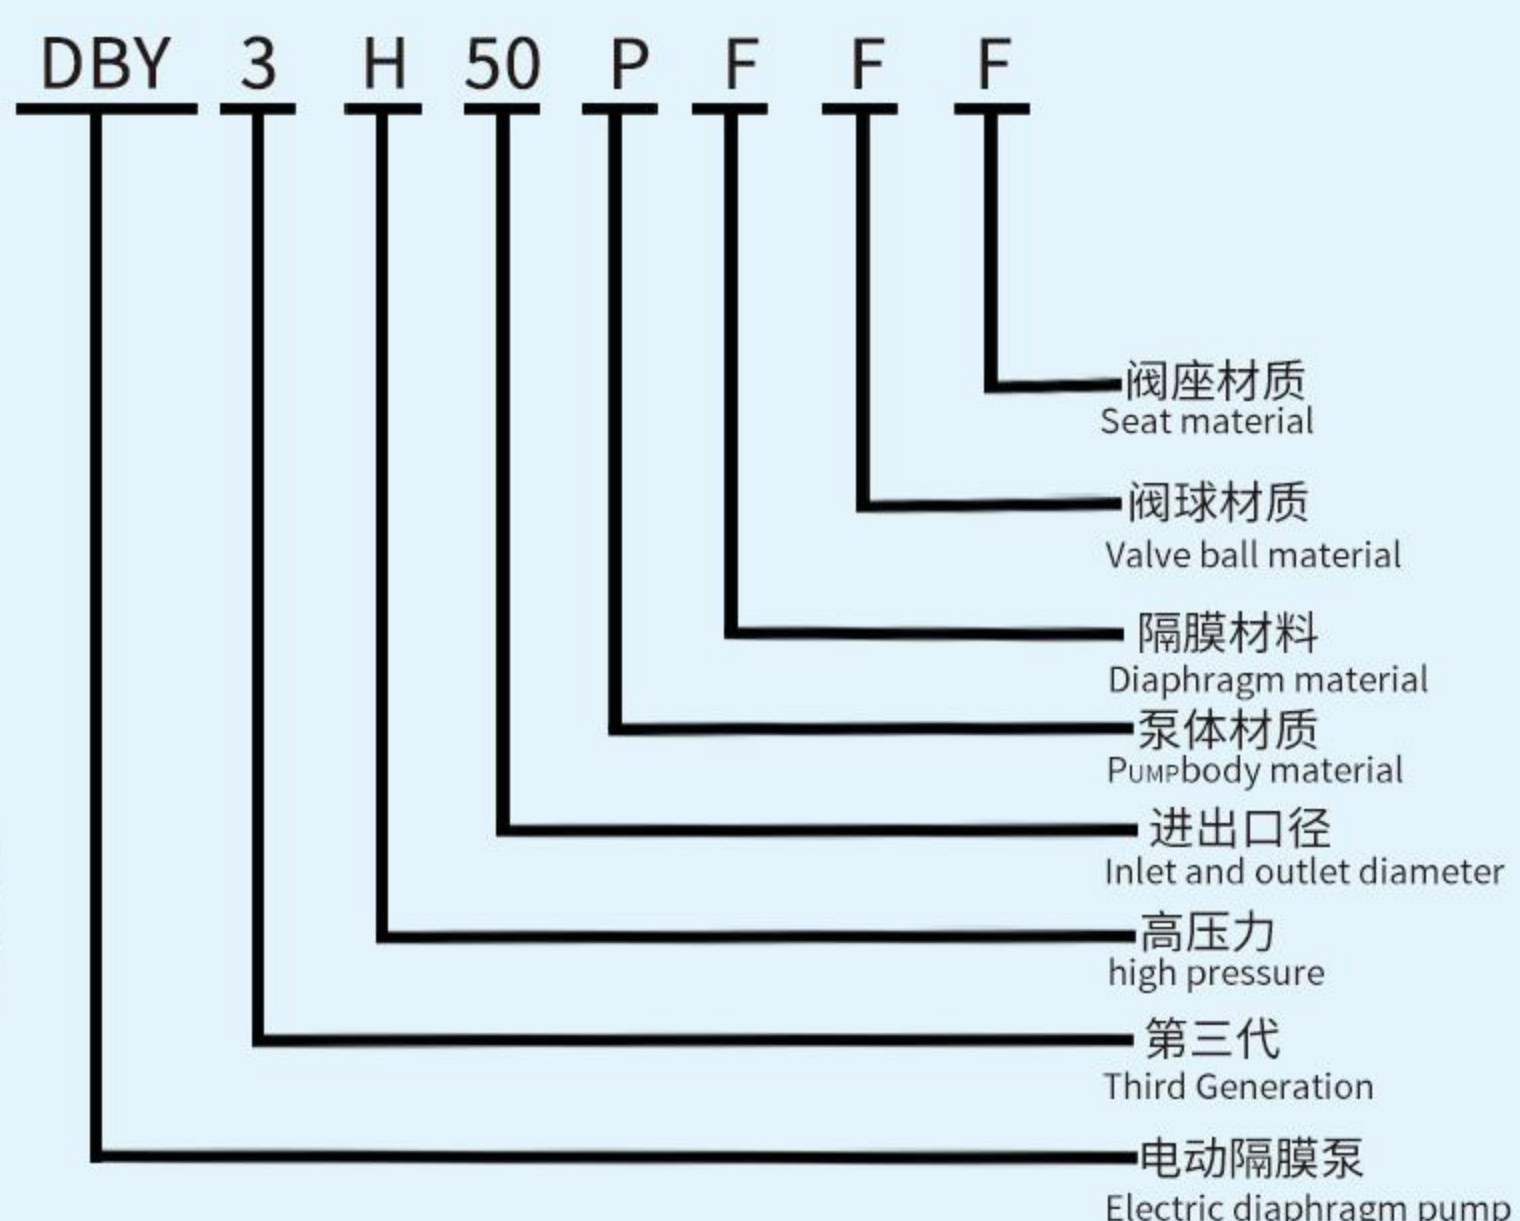 DBY 3 H 50 P F F F
阀座材质
Seat material
阀球材质
Valve ball material
隔膜材料
Diaphragm material
泵体材质
PUMPbody material
进出口径
Inlet and outlet diameter
高压力
high pressure
第三代
Third Generation
电动隔膜泵
Electric diaphragm pump